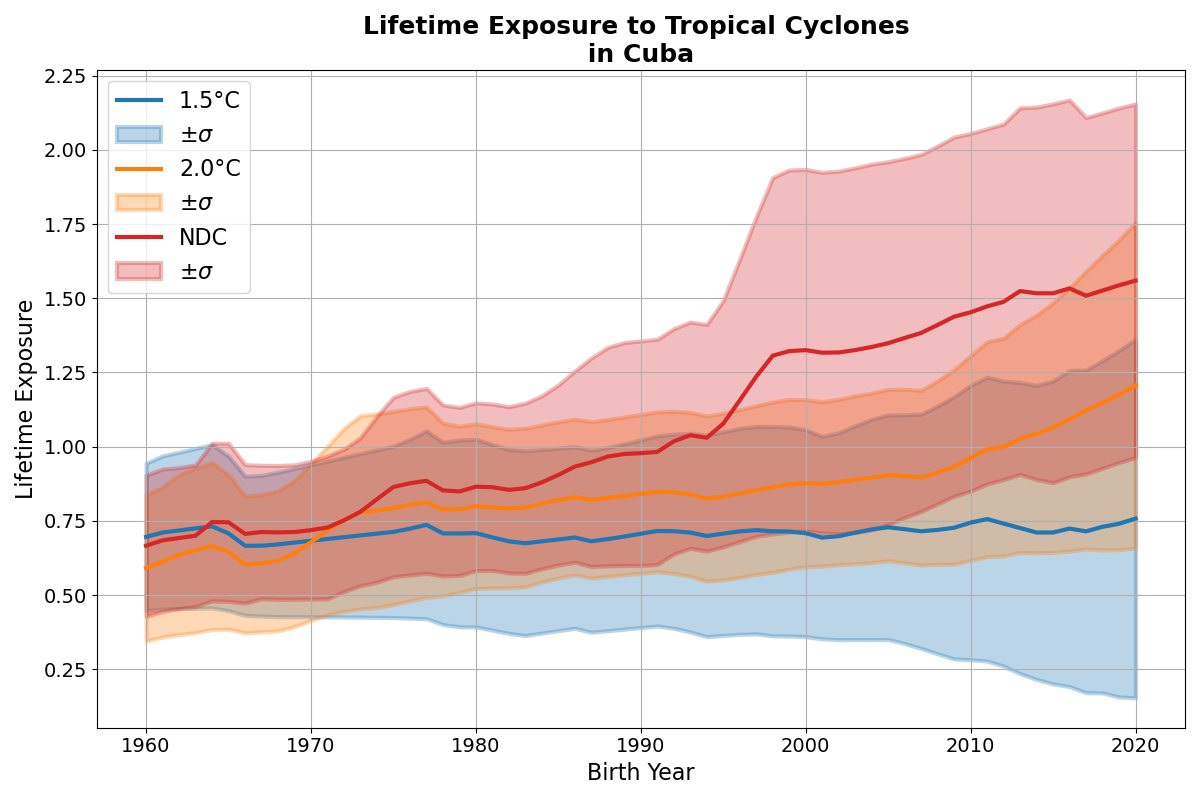 Lifetime Exposure to Tropical Cyclones
in Cuba
2.25
2.00
1.75
1.50
1.25
1.00
0.75
0.50
0.25
Lifetime Exposure
1.5°C
±σ
2.0°C
±σ
NDC
±σ
1960
1970
1980
1990
2000
2010
2020
Birth Year